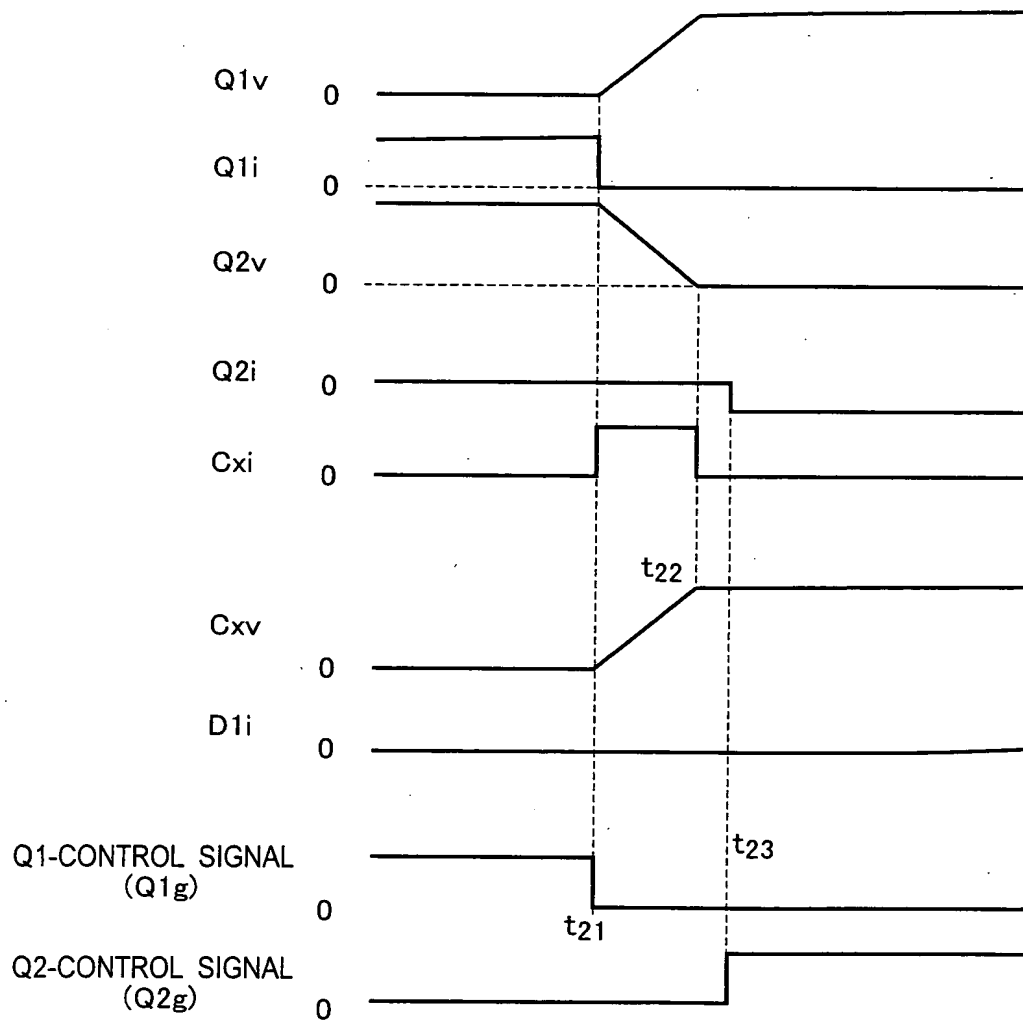 Q1v 0
Q1i
0
Q2v
0
Q2i 0
Cxi
0
t22
Cxv
0
D1i
0
t23
Q1-CONTROL SIGNAL
(Q1g)
0
t21
Q2-CONTROL SIGNAL
(Q2g)
0